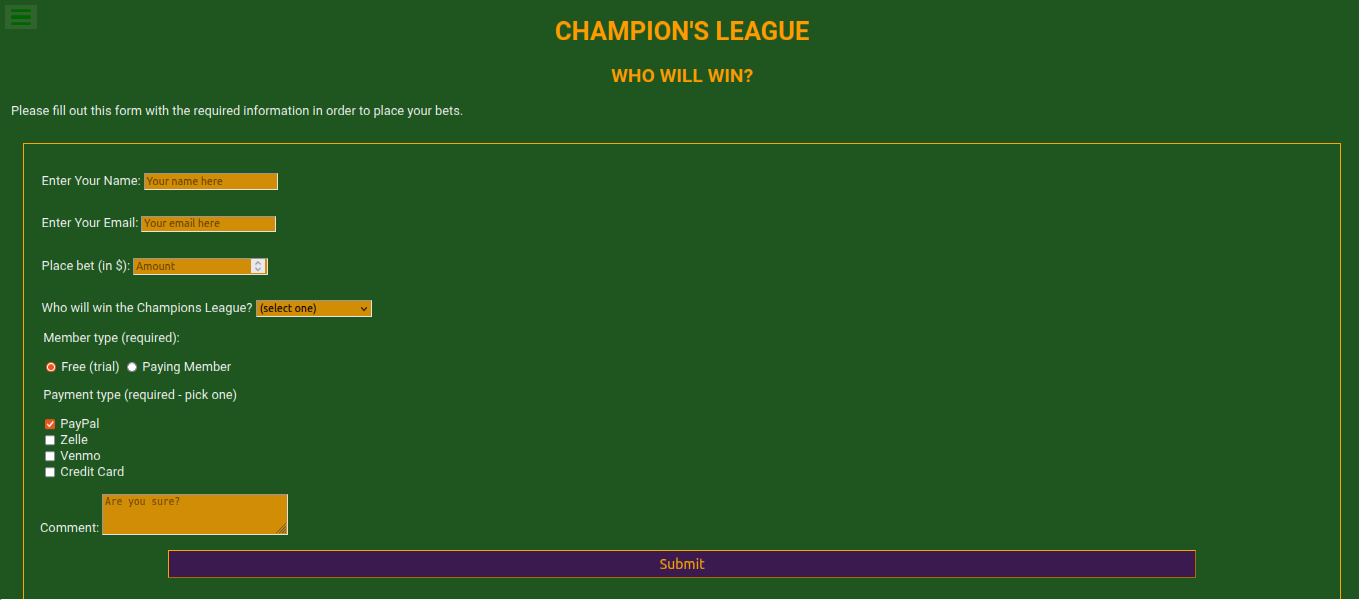 CHAMPION'S LEAGUE
WHO WILL WIN?
Please fill out this form with the required information in order to place your bets.
Enter Your Name: Your name here
Enter Your Email: Your email here
Place bet (in $): Amount
Who will win the Champions League? (select one)
Member type (required):
Free (trial) Paying Member
Payment type (required - pick one)
PayPal
Zelle
Venmo
Credit Card
Are you sure?
Comment:
Submit